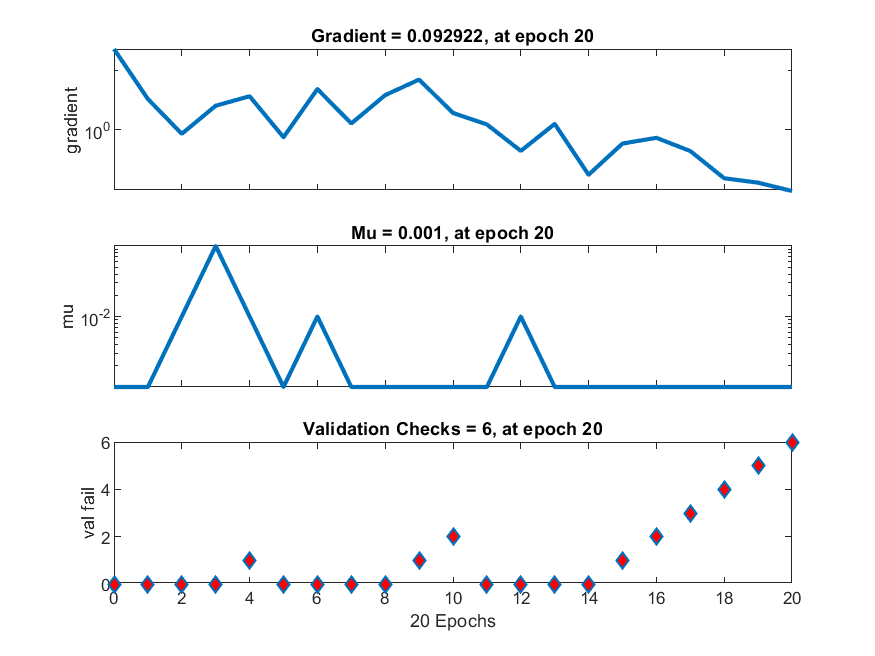 Gradient = 0.092922, at epoch 20
gradient
10^0
Mu = 0.001, at epoch 20
mu
10^-2
Validation Checks = 6, at epoch 20
val fail
6
4
2
0
0 2 4 6 8 10 12 14 16 18 20
20 Epochs